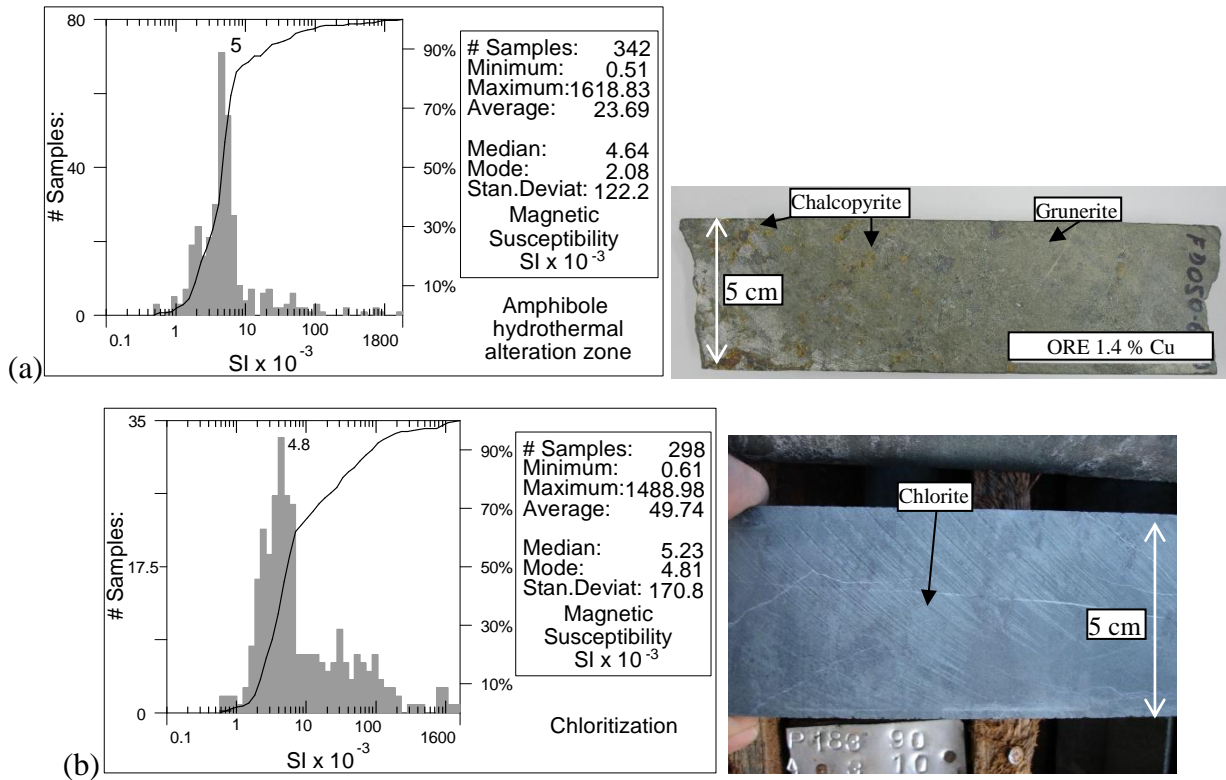 80
5
90%
70%
# Samples:
40
50%
30%
10%
0
0.1 1 10 100 1800
SI x 10 -3
# Samples: 342
Minimum: 0.51
Maximum:1618.83
Average: 23.69
Median: 4.64
Mode: 2.08
Stan.Deviat: 122.2
Magnetic
Susceptibility
SI x 10 -3
Amphibole
hydrothermal
alteration zone
(a)
Chalcopyrite
Grunerite
5 cm
ORE 1.4 % Cu
35
4.8
90%
70%
# Samples:
17.5
50%
30%
10%
0
0.1 1 10 100 1600
SI x 10 -3
# Samples: 298
Minimum: 0.61
Maximum:1488.98
Average: 49.74
Median: 5.23
Mode: 4.81
Stan.Deviat: 170.8
Magnetic
Susceptibility
SI x 10 -3
Chloritization
(b)
Chlorite
5 cm
P 183 90
3 10